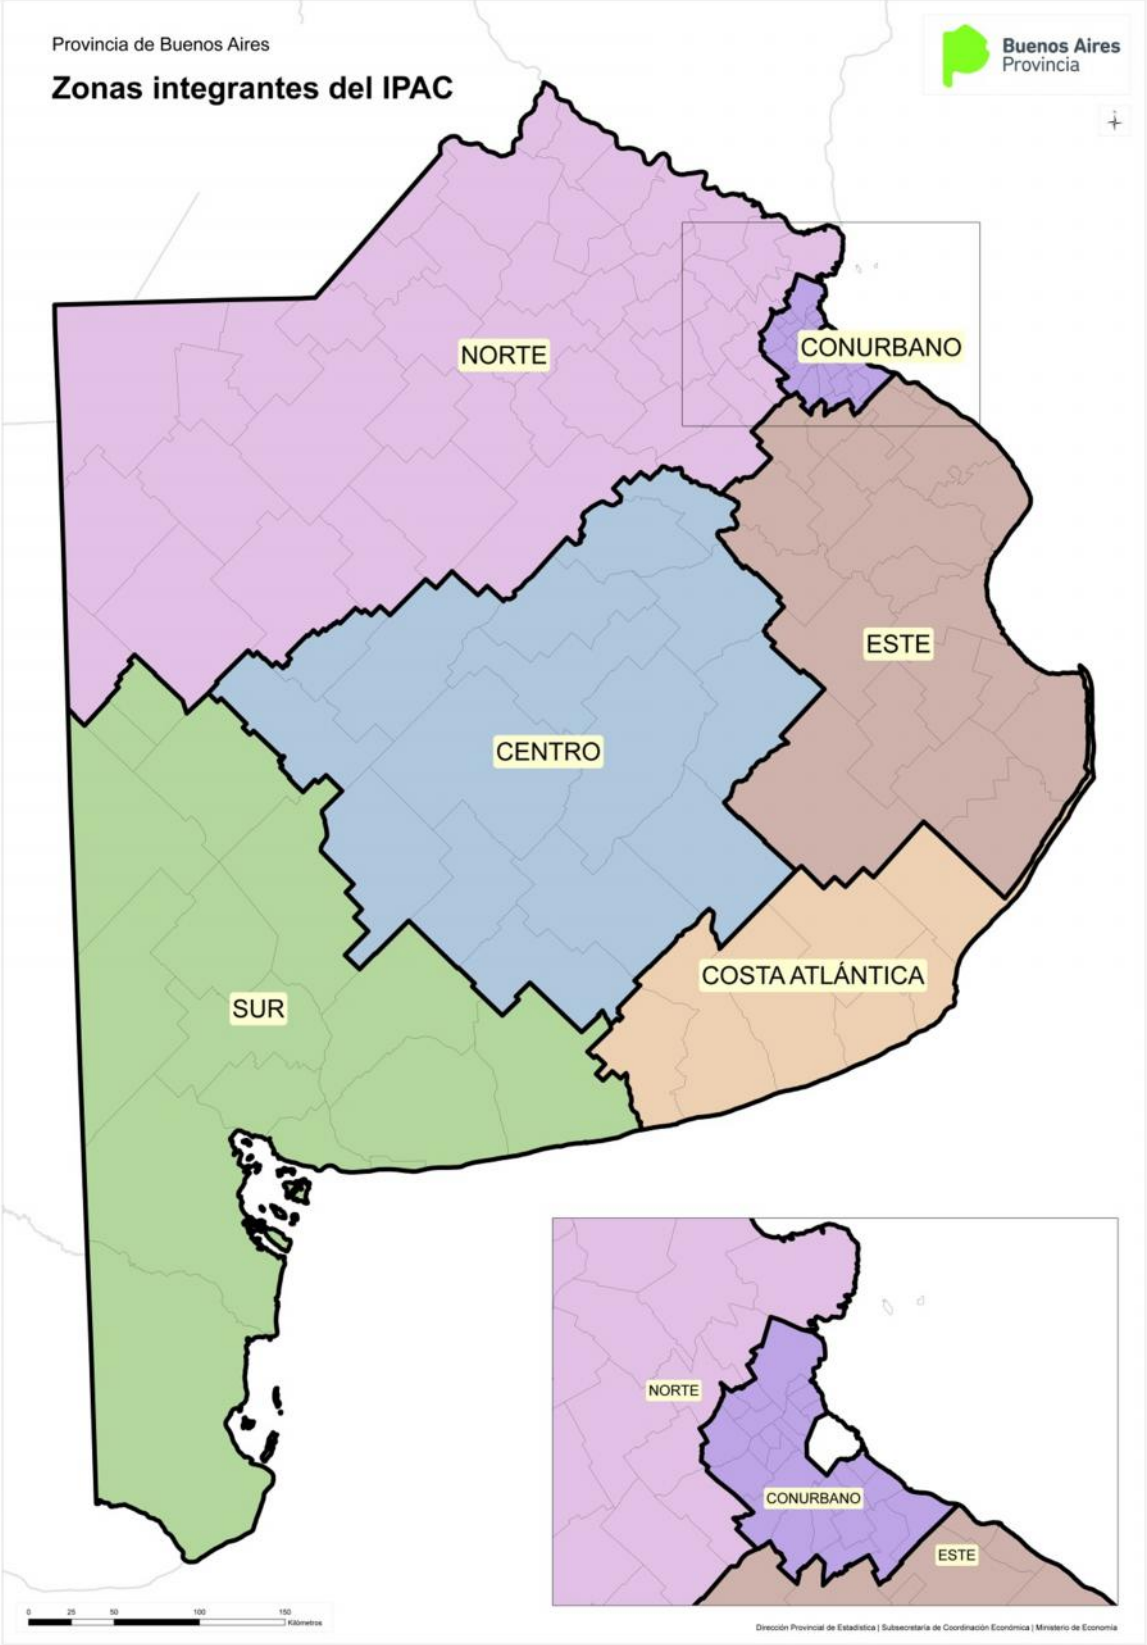 Provincia de Buenos Aires
Zonas integrantes del IPAC
Buenos Aires
Provincia
NORTE
CONURBANO
ESTE
CENTRO
COSTA ATLÁNTICA
SUR
NORTE
CONURBANO
ESTE
0 25 50 100 150
Kilómetros
Dirección Provincial de Estadística | Subsecretaría de Coordinación Económica | Ministerio de Economía